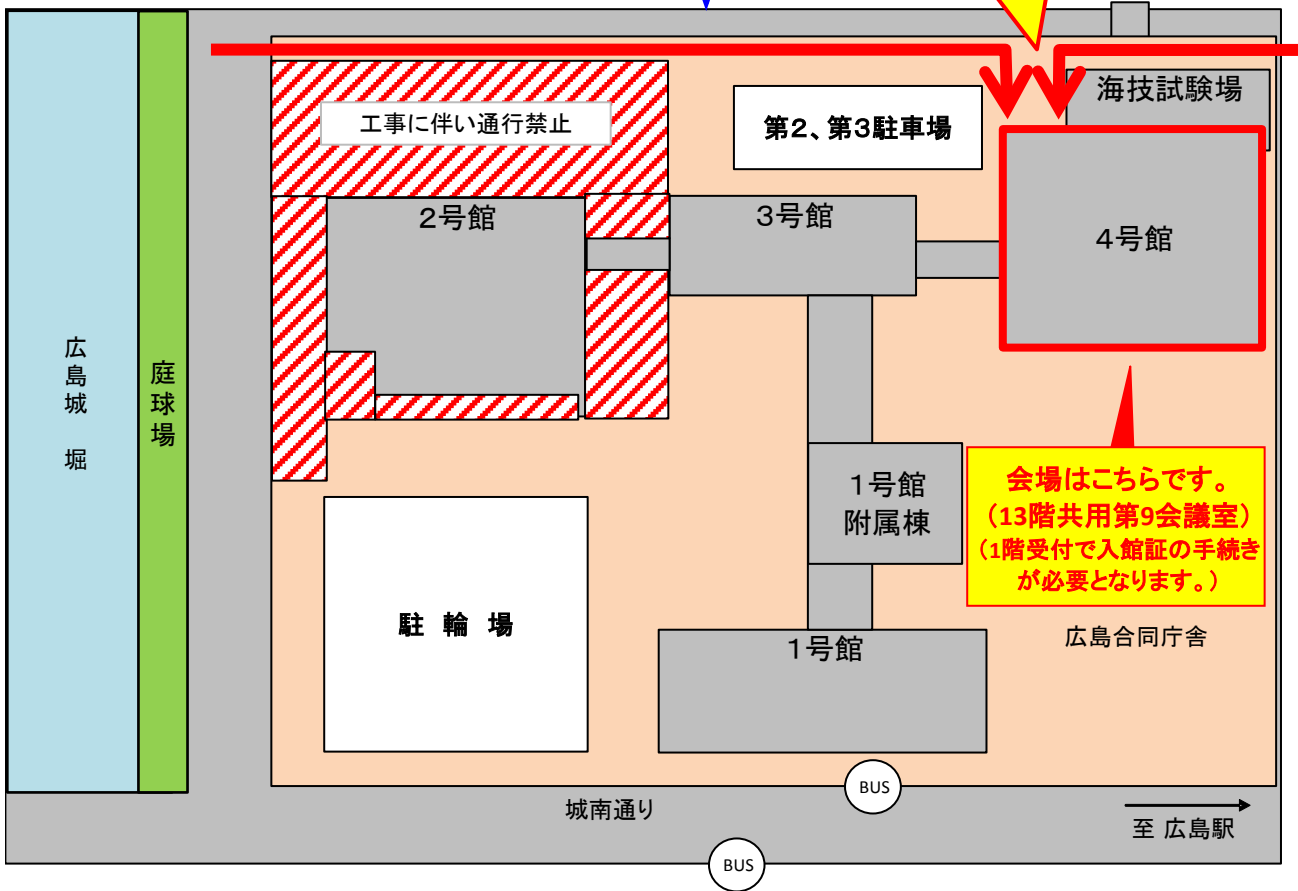 海技試験場
工事に伴い通行禁止
第2、第3駐車場
2号館
3号館
4号館
広島城 堀
庭球場
会場はこちらです。
（13階共用第9会議室）
（1階受付で入館証の手続き
が必要となります。）
1号館
附属棟
駐 輪 場
1号館
広島合同庁舎
BUS
城南通り
至 広島駅
BUS